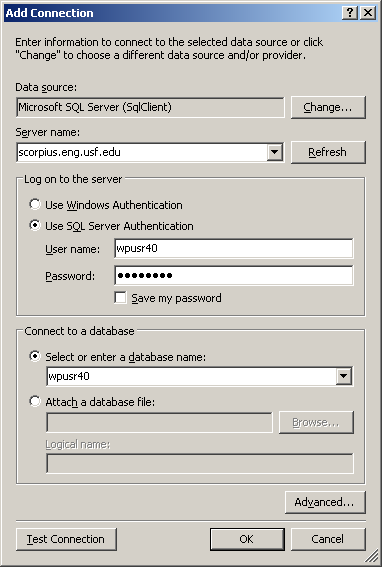 Add Connection
Enter information to connect to the selected data source or click
"Change" to choose a different data source and/or provider.
Data source:
Microsoft SQL Server (SqlClient)
Change...
Server name:
scorpius.eng.usf.edu
Refresh
Log on to the server
Use Windows Authentication
Use SQL Server Authentication
User name:
wpusr40
Password:
●●●●●●●●
Save my password
Connect to a database
Select or enter a database name:
wpusr40
Attach a database file:
Browse...
Logical name:
Advanced...
Test Connection
OK
Cancel